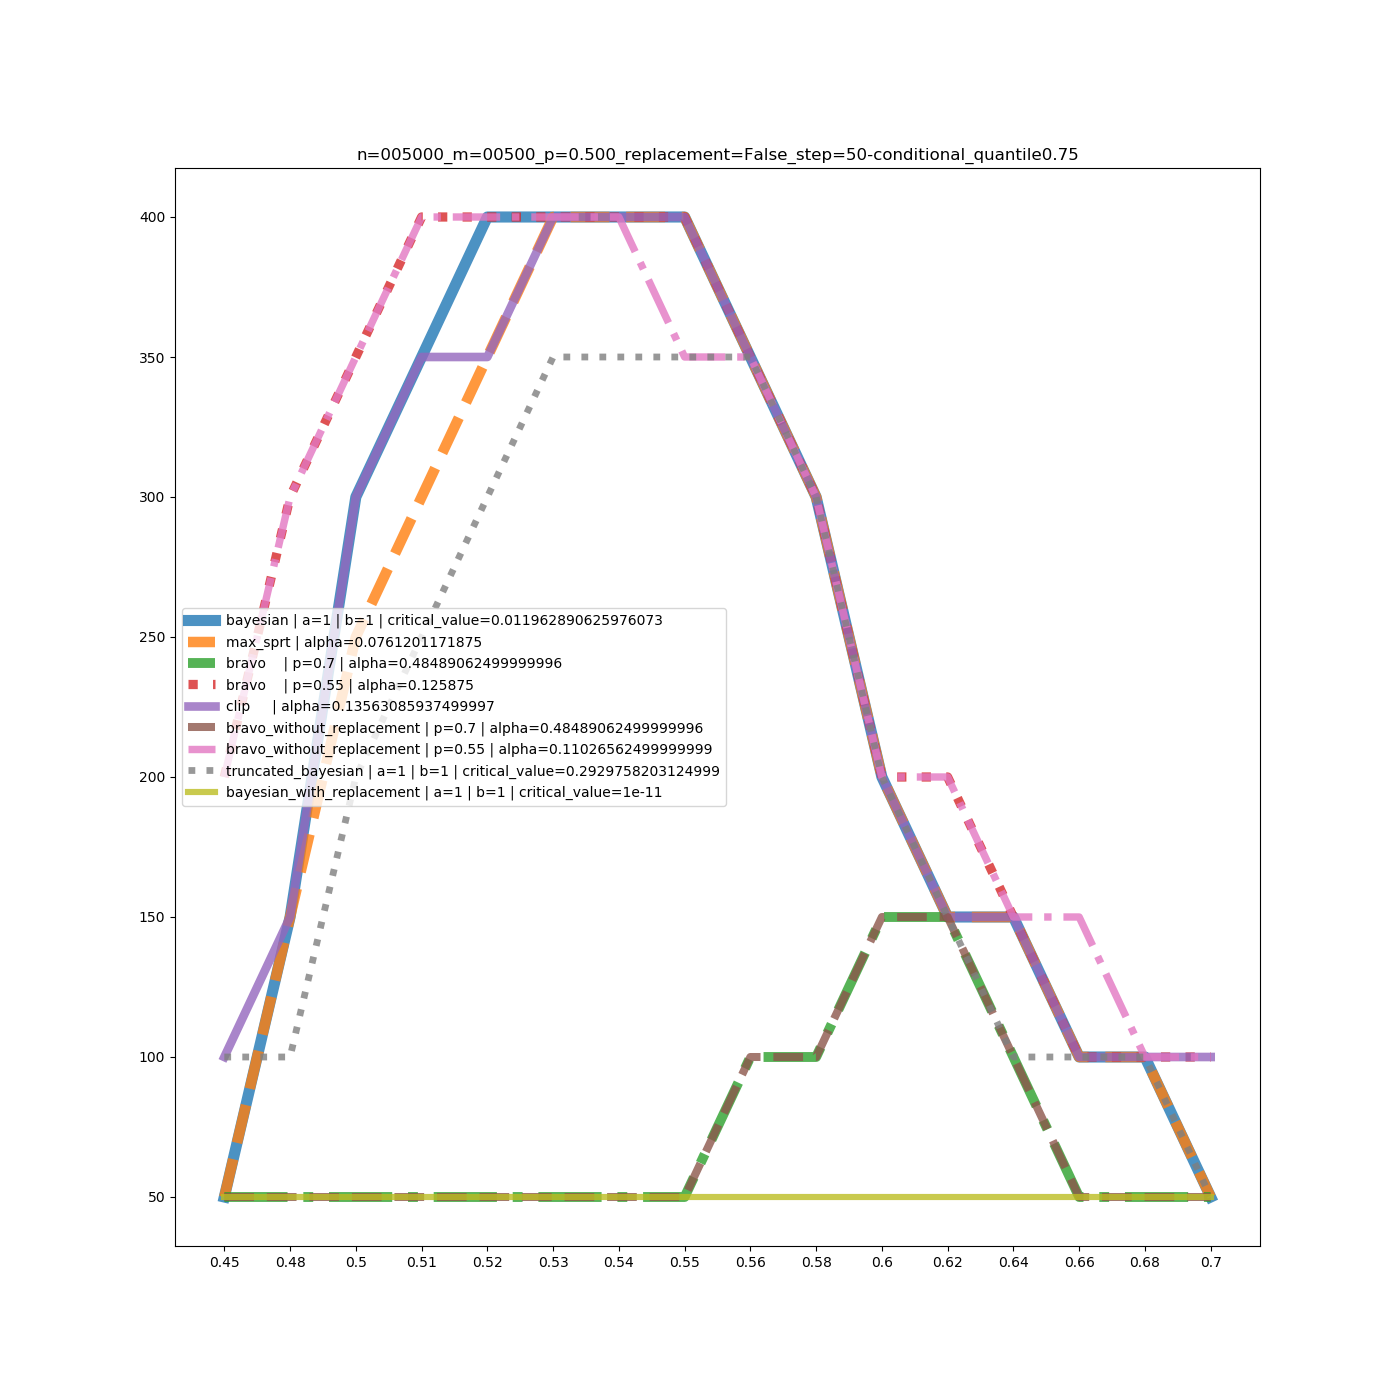 n=005000_m=00500_p=0.500_replacement=False_step=50-conditional_quantile0.75
400
350
300
250
200
150
100
50
bayesian | a=1 | b=1 | critical_value=0.011962890625976073
max_sprt | alpha=0.0761201171875
bravo    | p=0.7 | alpha=0.48489062499999996
bravo    | p=0.55 | alpha=0.125875
clip     | alpha=0.13563085937499997
bravo_without_replacement | p=0.7 | alpha=0.48489062499999996
bravo_without_replacement | p=0.55 | alpha=0.11026562499999999
truncated_bayesian | a=1 | b=1 | critical_value=0.2929758203124999
bayesian_with_replacement | a=1 | b=1 | critical_value=1e-11
0.45 0.48 0.5 0.51 0.52 0.53 0.54 0.55 0.56 0.58 0.6 0.62 0.64 0.66 0.68 0.7